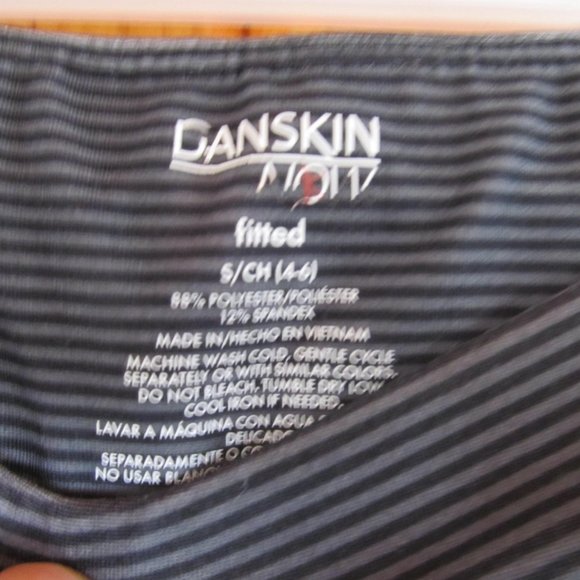 DANSKIN
NOW
fitted
S/CH (4-6)
88% POLYESTER/POLIÉSTER
12% SPANDEX
MADE IN/HECHO EN VIETNAM
MACHINE WASH COLD, GENTLE CYCLE
SEPARATELY OR WITH SIMILAR COLORS.
DO NOT BLEACH. TUMBLE DRY LOW.
COOL IRON IF NEEDED.
LAVAR A MÁQUINA CON AGUA
DELICADO
SEPARADAMENTE O
NO USAR